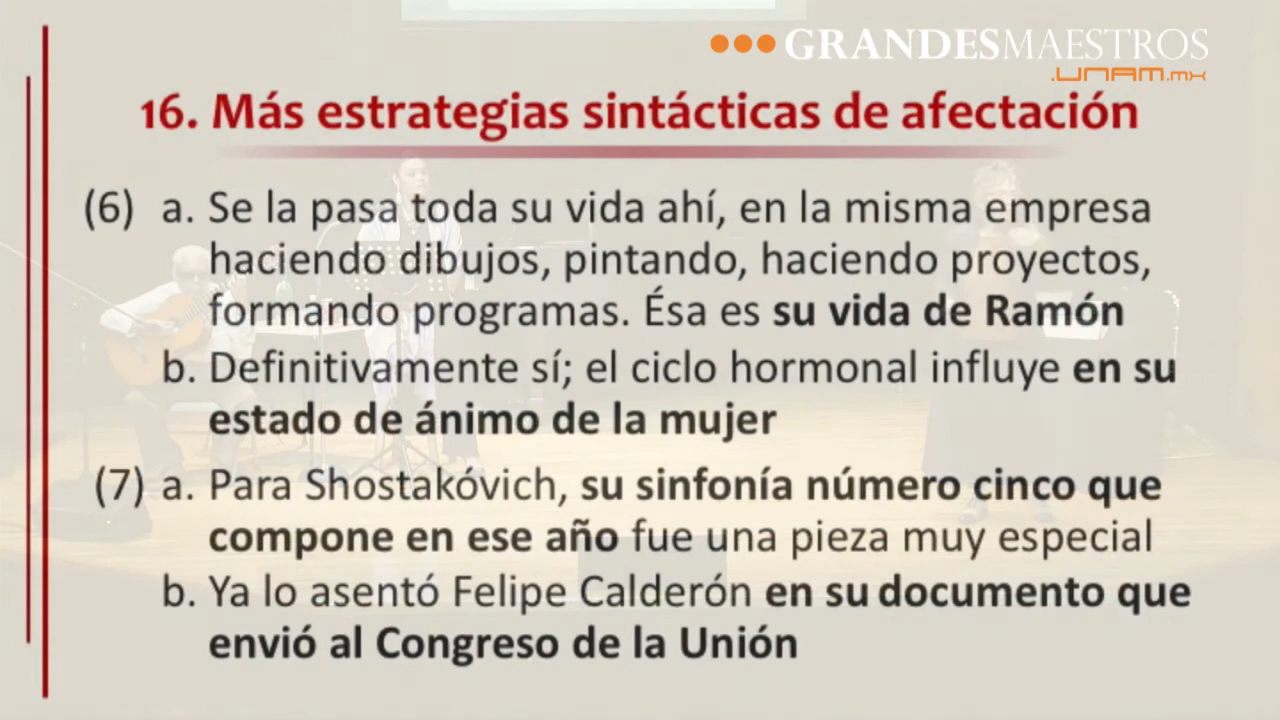 GRANDESMAESTROS
.UNAM.mx
16. Más estrategias sintácticas de afectación
(6) a. Se la pasa toda su vida ahí, en la misma empresa
haciendo dibujos, pintando, haciendo proyectos,
formando programas. Ésa es su vida de Ramón
b. Definitivamente sí; el ciclo hormonal influye en su
estado de ánimo de la mujer
(7) a. Para Shostakóvich, su sinfonía número cinco que
compone en ese año fue una pieza muy especial
b. Ya lo asentó Felipe Calderón en su documento que
envió al Congreso de la Unión